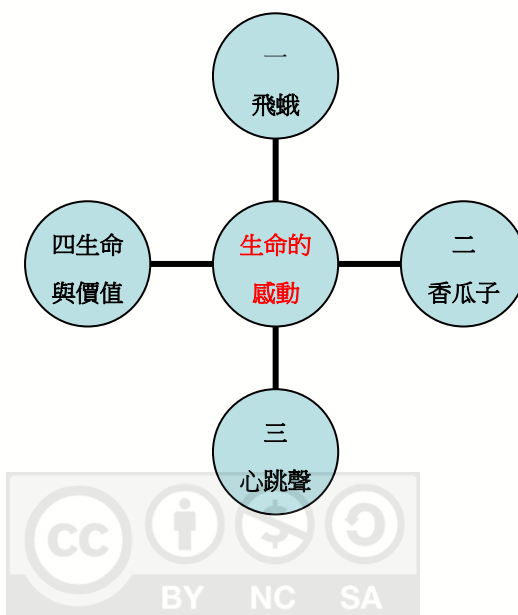 一
飛蛾
四生命
與價值
生命的
感動
二
香瓜子
三
心跳聲
cc
BY NC SA